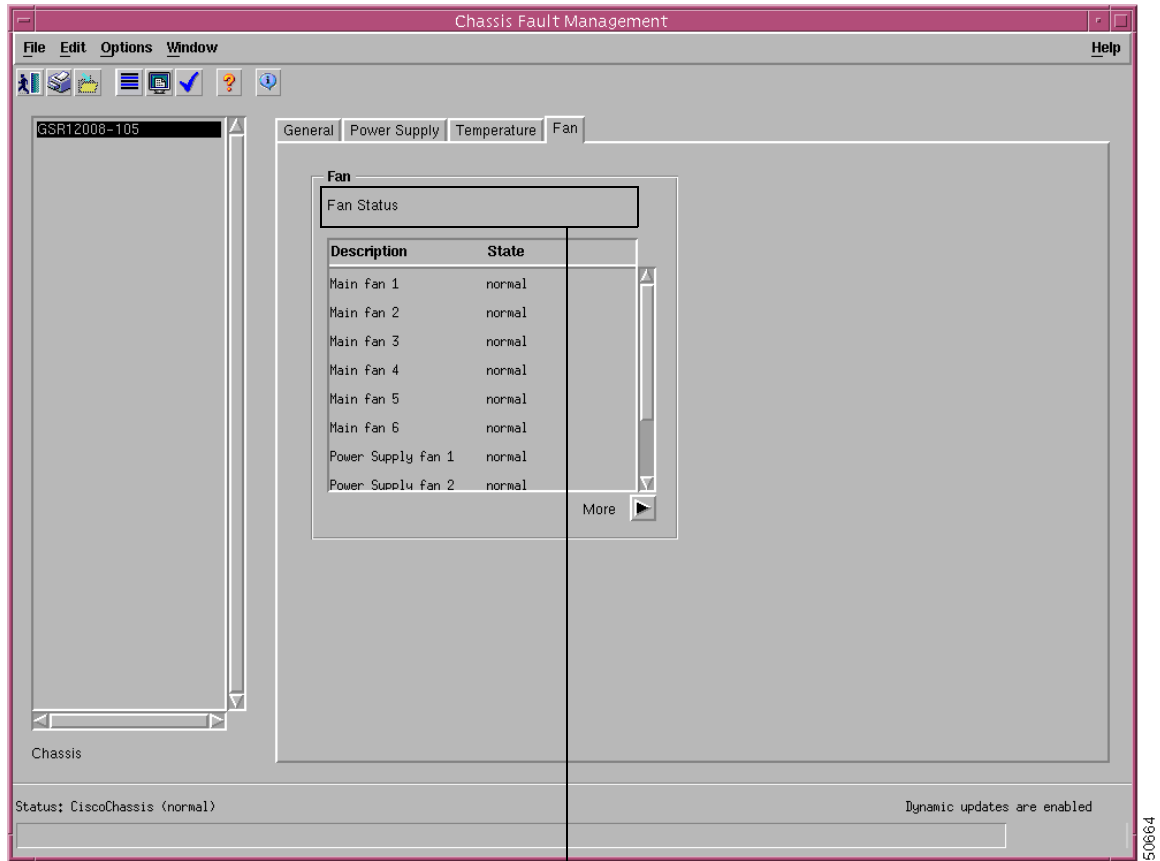 Chassis Fault Management
File Edit Options Window Help
GSR12008-105
General Power Supply Temperature Fan
Fan
Fan Status
Description State
Main fan 1 normal
Main fan 2 normal
Main fan 3 normal
Main fan 4 normal
Main fan 5 normal
Main fan 6 normal
Power Supply fan 1 normal
Power Supply fan 2 normal
More
Chassis
Status: CiscoChassis (normal) Dynamic updates are enabled
50664